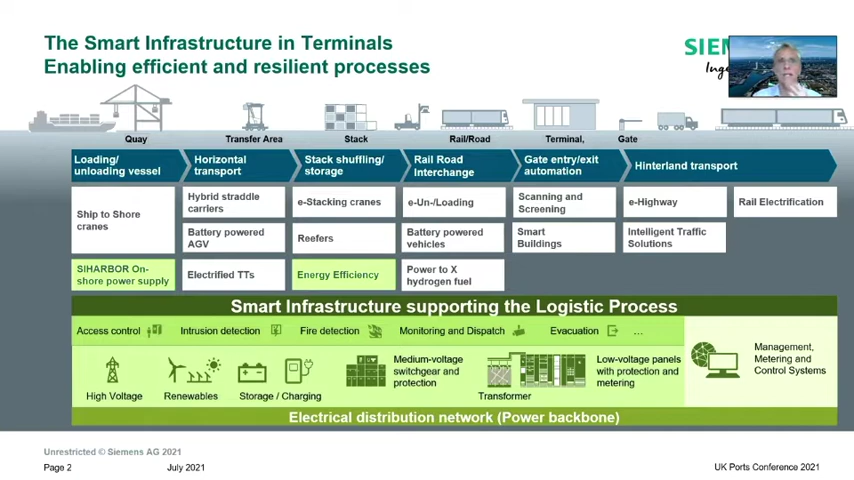 The Smart Infrastructure in Terminals
Enabling efficient and resilient processes
Quay
Transfer Area
Stack
Rail/Road
Terminal,
Gate
Loading/
unloading vessel
Horizontal
transport
Stack shuffling/
storage
Rail Road
Interchange
Gate entry/exit
automation
Hinterland transport
Ship to Shore
cranes
Hybrid straddle
carriers
e-Stacking cranes
e-Un-/Loading
Scanning and
Screening
e-Highway
Rail Electrification
Battery powered
AGV
Reefers
Battery powered
vehicles
Smart
Buildings
Intelligent Traffic
Solutions
SIHARBOR On-
shore power supply
Electrified TTs
Energy Efficiency
Power to X
hydrogen fuel
Smart Infrastructure supporting the Logistic Process
Access control
Intrusion detection
Fire detection
Monitoring and Dispatch
Evacuation
...
High Voltage
Renewables
Storage / Charging
Medium-voltage
switchgear and
protection
Transformer
Low-voltage panels
with protection and
metering
Management,
Metering and
Control Systems
Electrical distribution network (Power backbone)
Unrestricted © Siemens AG 2021
Page 2
July 2021
UK Ports Conference 2021